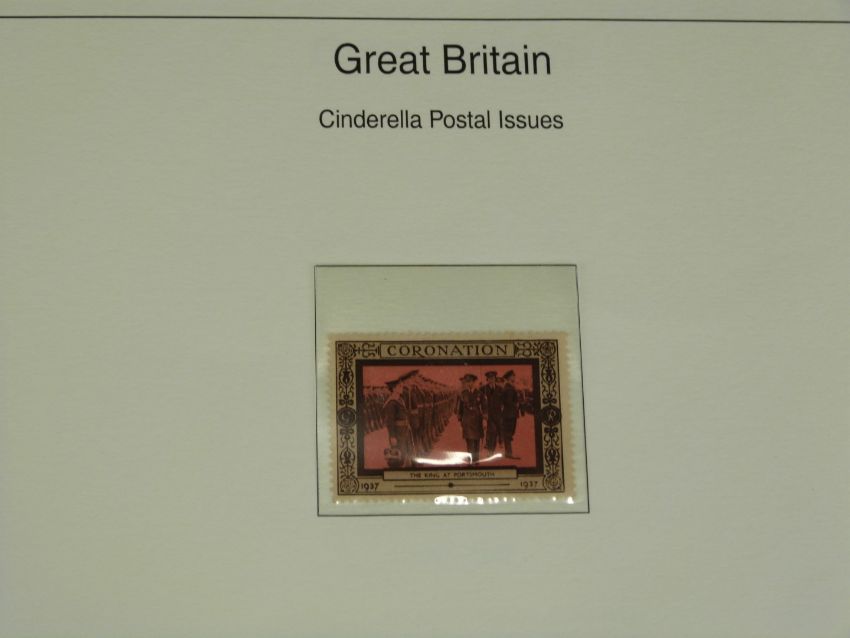 Great Britain
Cinderella Postal Issues
CORONATION
THE KING AT PORTSMOUTH
1937 1937